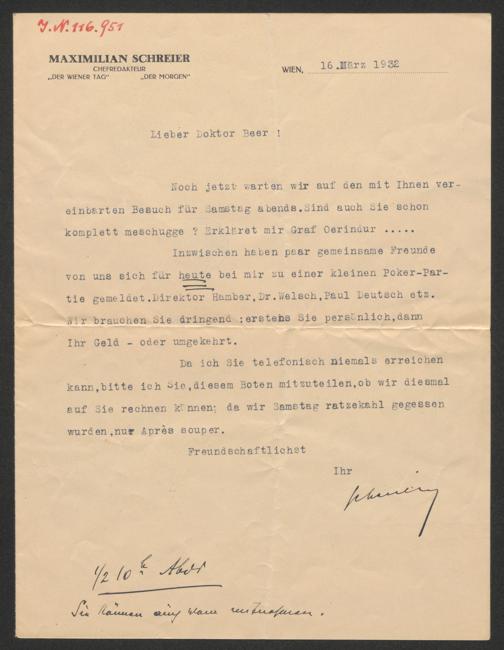 J.N. 116.951
MAXIMILIAN SCHREIER
CHEFREDAKTEUR
„DER WIENER TAG" „DER MORGEN"
WIEN, 16.März 1932
Lieber Doktor Beer !
Noch jetzt warten wir auf den mit Ihnen ver-
einbarten Besuch für Samstag abends.Sind auch Sie schon
komplett meschugge ? Erkläret mir Graf Oerindur .....
Inzwischen haben paar gemeinsame Freunde
von uns sich für heute bei mir zu einer kleinen Poker-Par-
tie gemeldet.Direktor Hamber,Dr.Welsch,Paul Deutsch etc.
Wir brauchen Sie dringend :erstens Sie persönlich,dann
Ihr Geld - oder umgekehrt.
Da ich Sie telefonisch niemals erreichen
kann,bitte ich Sie,diesem Boten mitzuteilen,ob wir diesmal
auf Sie rechnen können; da wir Samstag ratzekahl gegessen
wurden,nur Après souper.
Freundschaftlichst
Ihr
Schreier
1/2 10h Abds
Sie können mitnehmen.